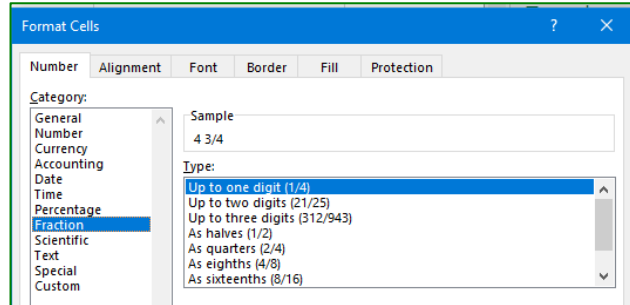 Format Cells ? ×
Number Alignment Font Border Fill Protection
Category:
General
Number
Currency
Accounting
Date
Time
Percentage
Fraction
Scientific
Text
Special
Custom
Sample
4 3/4
Type:
Up to one digit (1/4)
Up to two digits (21/25)
Up to three digits (312/943)
As halves (1/2)
As quarters (2/4)
As eighths (4/8)
As sixteenths (8/16)